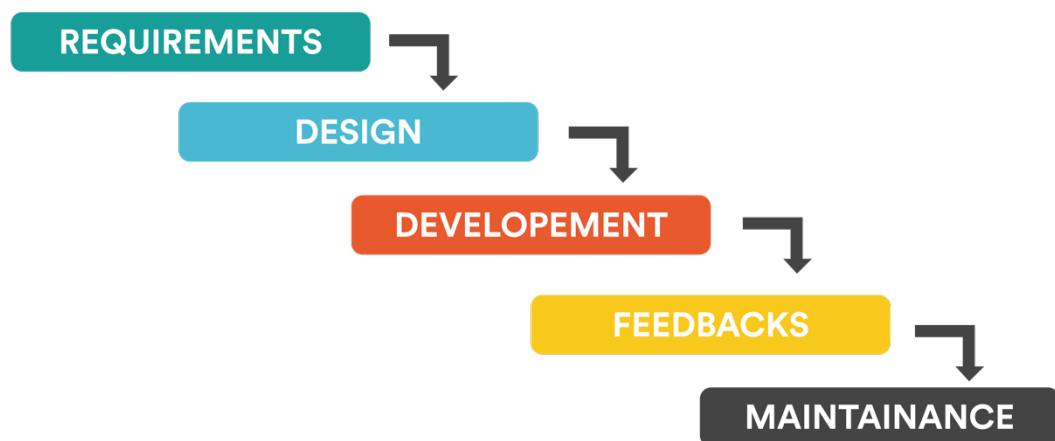 REQUIREMENTS
DESIGN
DEVELOPEMENT
FEEDBACKS
MAINTAINANCE